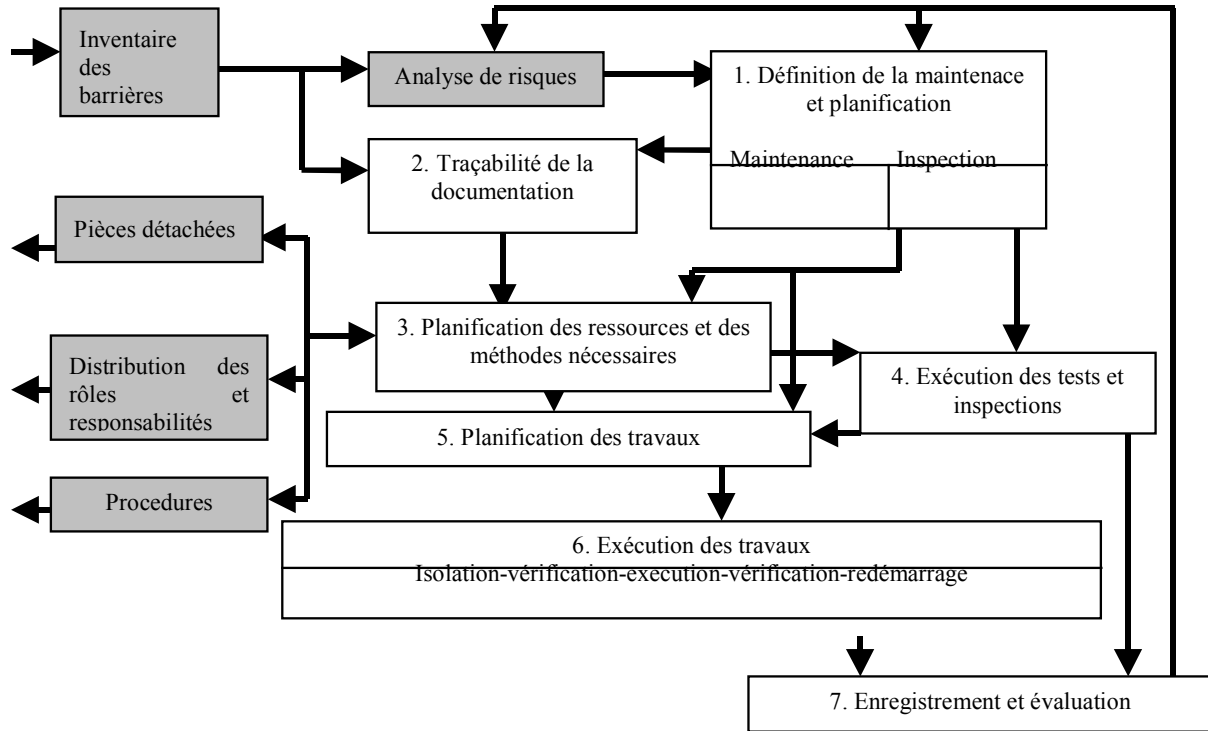 Inventaire
des
barrières
Analyse de risques
1. Définition de la maintenace
et planification
Maintenance
Inspection
2. Traçabilité de la
documentation
Pièces détachées
3. Planification des ressources et des
méthodes nécessaires
Distribution des
rôles et
responsabilités
4. Exécution des tests et
inspections
5. Planification des travaux
Procedures
6. Exécution des travaux
Isolation-vérification-execution-vérification-redémarrage
7. Enregistrement et évaluation